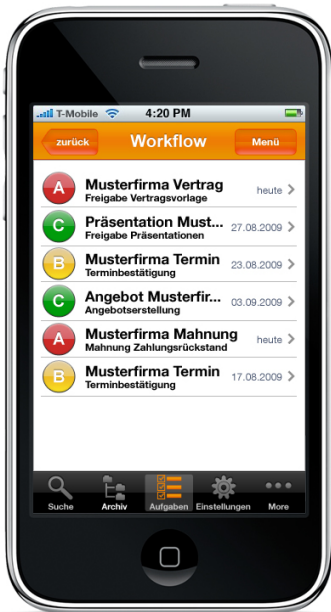 T-Mobile 4:20 PM
zurück Workflow Menü
A Musterfirma Vertrag heute
Freigabe Vertragsvorlage
C Präsentation Must... 27.08.2009
Freigabe Präsentationen
B Musterfirma Termin 23.08.2009
Terminbestätigung
C Angebot Musterfir... 03.09.2009
Angebotserstellung
A Musterfirma Mahnung heute
Mahnung Zahlungsrückstand
B Musterfirma Termin 17.08.2009
Terminbestätigung
Suche Archiv Aufgaben Einstellungen More